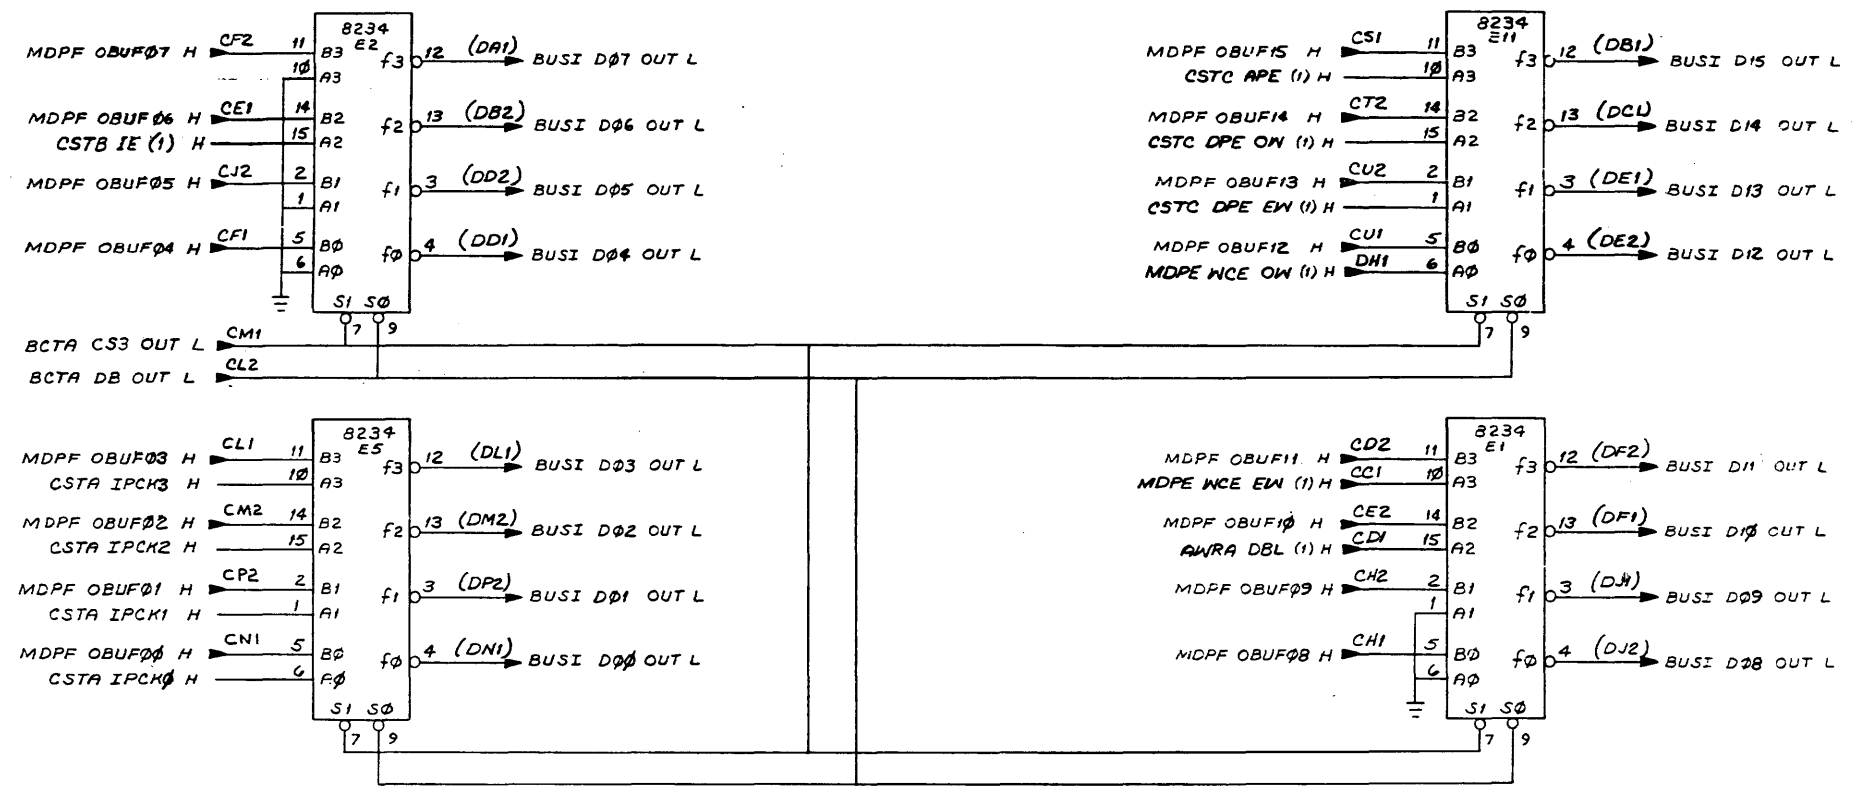 8234
E2
MDPF OBUFØ7 H CF2 11 B3 f3 12 (DA1) BUSI DØ7 OUT L
1Ø A3
MDPF OBUFØ6 H CE1 14 B2 f2 13 (DB2) BUSI DØ6 OUT L
CSTB IE (1) H 15 A2
MDPF OBUFØ5 H CJ2 2 B1 f1 3 (DD2) BUSI DØ5 OUT L
1 A1
MDPF OBUFØ4 H CF1 5 BØ fØ 4 (DD1) BUSI DØ4 OUT L
6 AØ
S1 SØ
7 9
8234
E11
MDPF OBUF15 H CS1 11 B3 f3 12 (DB1) BUSI D15 OUT L
CSTC APE (1) H 1Ø A3
MDPF OBUF14 H CT2 14 B2 f2 13 (DC1) BUSI D14 OUT L
CSTC DPE OW (1) H 15 A2
MDPF OBUF13 H CU2 2 B1 f1 3 (DE1) BUSI D13 OUT L
CSTC DPE EW (1) H 1 A1
MDPF OBUF12 H CU1 5 BØ fØ 4 (DE2) BUSI D12 OUT L
MDPE WCE OW (1) H DH1 6 AØ
S1 SØ
7 9
BCTA CS3 OUT L CM1
BCTA DB OUT L CL2
8234
E5
MDPF OBUFØ3 H CL1 11 B3 f3 12 (DL1) BUSI DØ3 OUT L
CSTA IPCK3 H 1Ø A3
MDPF OBUFØ2 H CM2 14 B2 f2 13 (DM2) BUSI DØ2 OUT L
CSTA IPCK2 H 15 A2
MDPF OBUFØ1 H CP2 2 B1 f1 3 (DP2) BUSI DØ1 OUT L
CSTA IPCK1 H 1 A1
MDPF OBUFØØ H CN1 5 BØ fØ 4 (DN1) BUSI DØØ OUT L
CSTA IPCKØ H 6 AØ
S1 SØ
7 9
8234
E1
MDPF OBUF11 H CD2 11 B3 f3 12 (DF2) BUSI D11 OUT L
MDPE WCE EW (1) H CC1 1Ø A3
MDPF OBUF1Ø H CE2 14 B2 f2 13 (DF1) BUSI D1Ø OUT L
AWRA DBL (1) H CD1 15 A2
MDPF OBUFØ9 H CH2 2 B1 f1 3 (DJ1) BUSI DØ9 OUT L
1 A1
MDPF OBUFØ8 H CH1 5 BØ fØ 4 (DJ2) BUSI DØ8 OUT L
6 AØ
S1 SØ
7 9